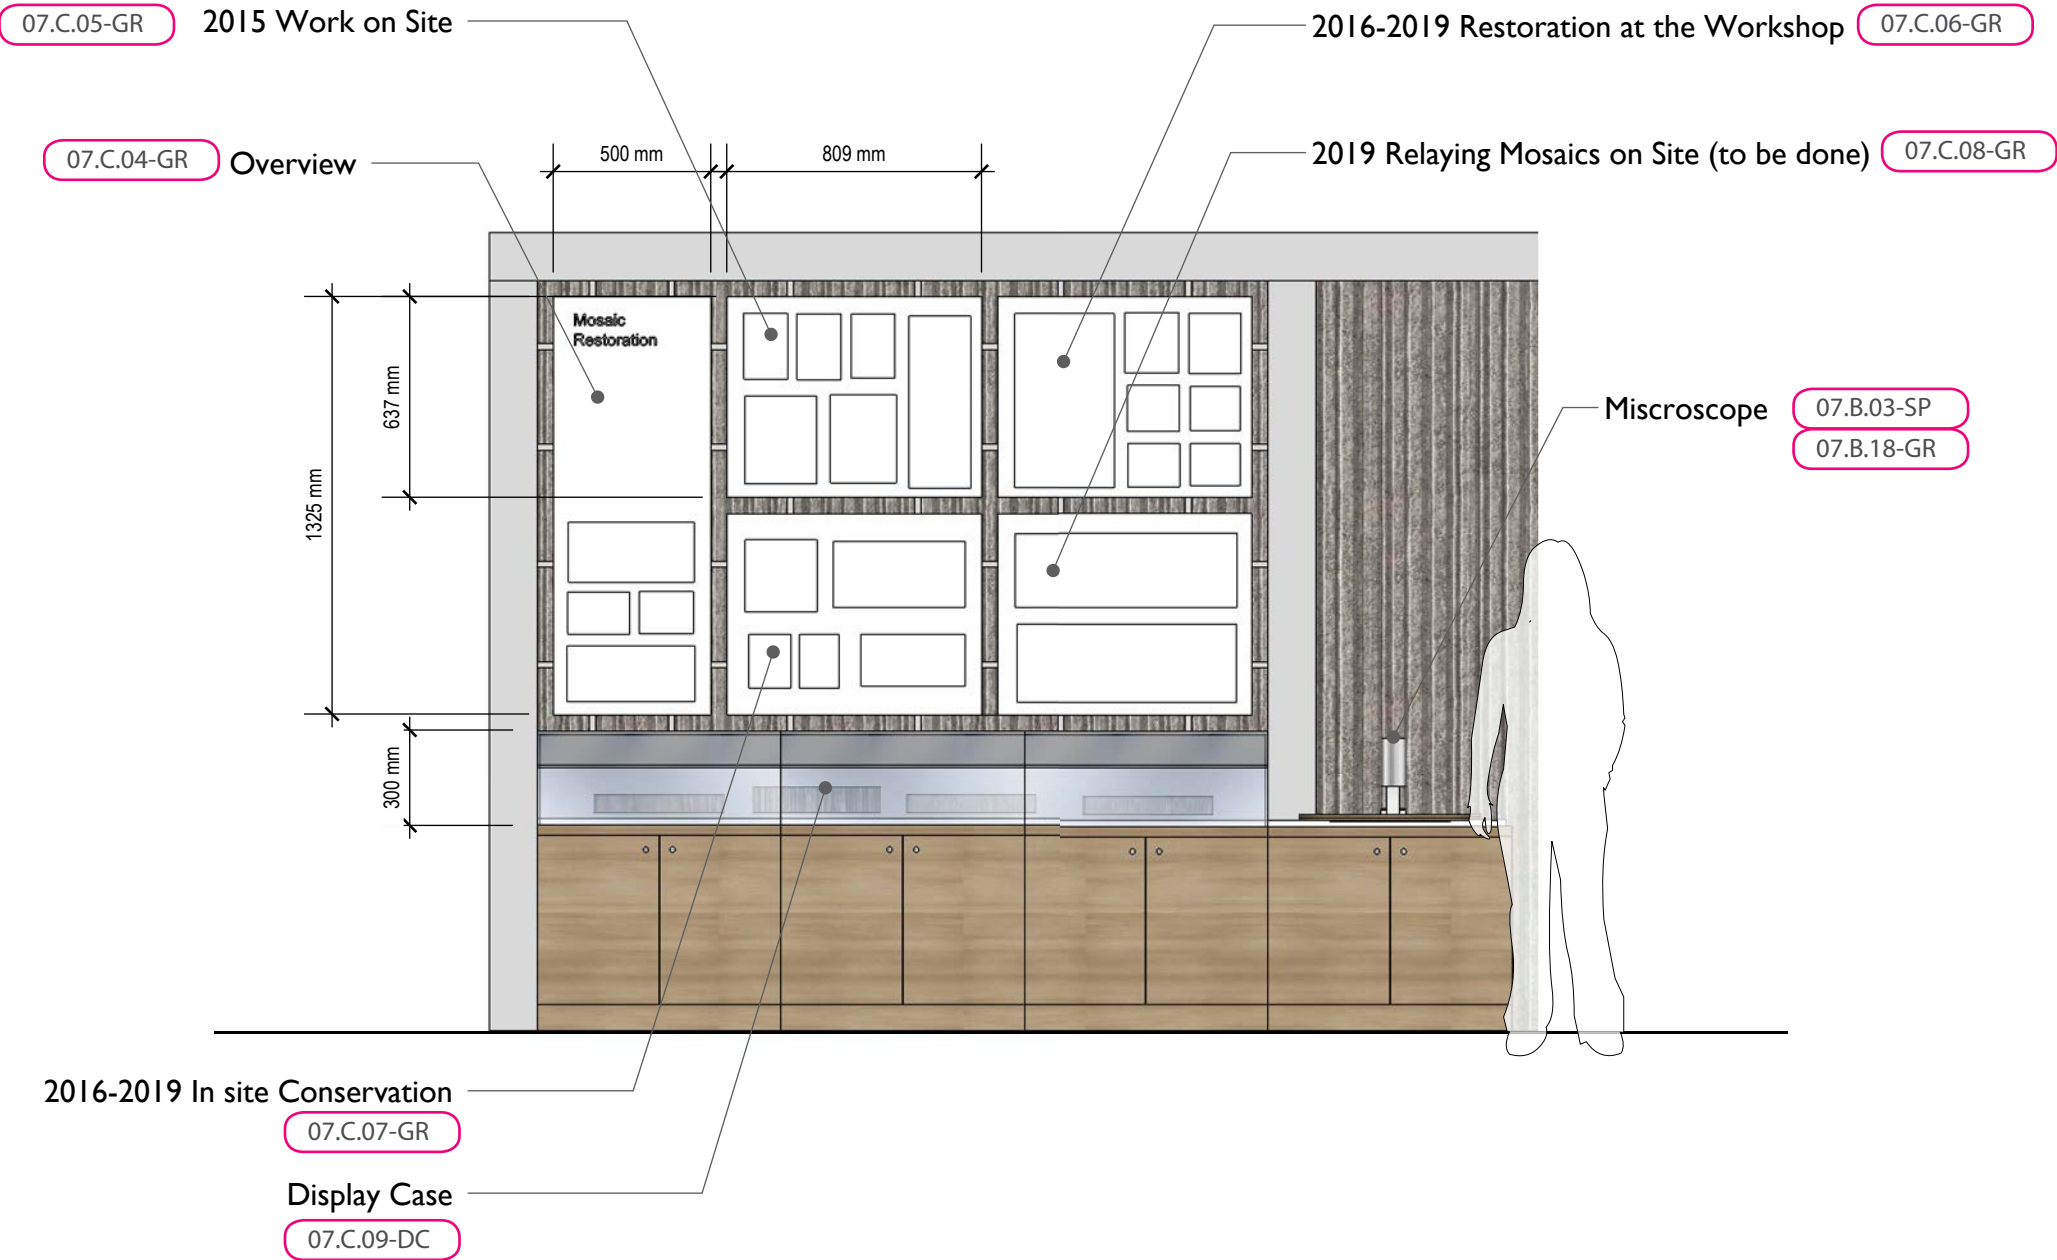 07.C.05-GR 2015 Work on Site
2016-2019 Restoration at the Workshop 07.C.06-GR
07.C.04-GR Overview
500 mm
809 mm
2019 Relaying Mosaics on Site (to be done) 07.C.08-GR
Mosaic
Restoration
637 mm
1325 mm
300 mm
Miscroscope 07.B.03-SP
07.B.18-GR
2016-2019 In site Conservation
07.C.07-GR
Display Case
07.C.09-DC